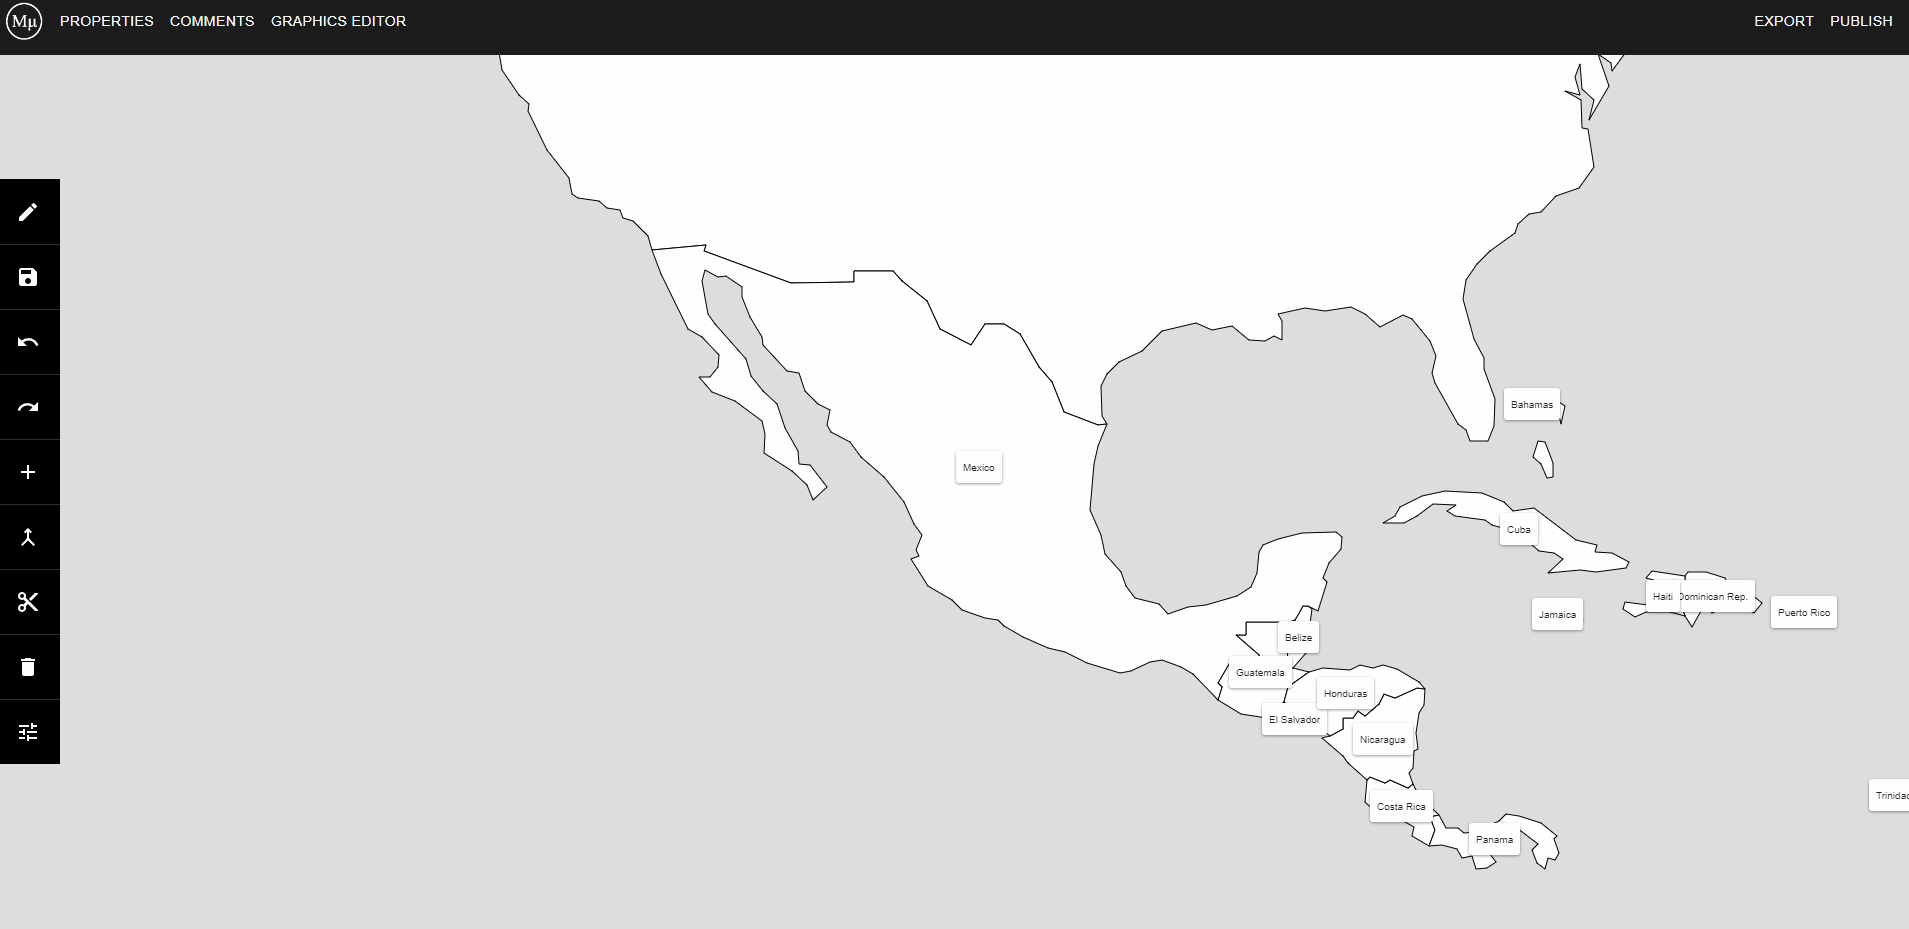 Mμ PROPERTIES COMMENTS GRAPHICS EDITOR EXPORT PUBLISH
Bahamas
Mexico
Cuba
Haiti Dominican Rep.
Puerto Rico
Jamaica
Belize
Guatemala
Honduras
El Salvador
Nicaragua
Trinidad
Costa Rica
Panama